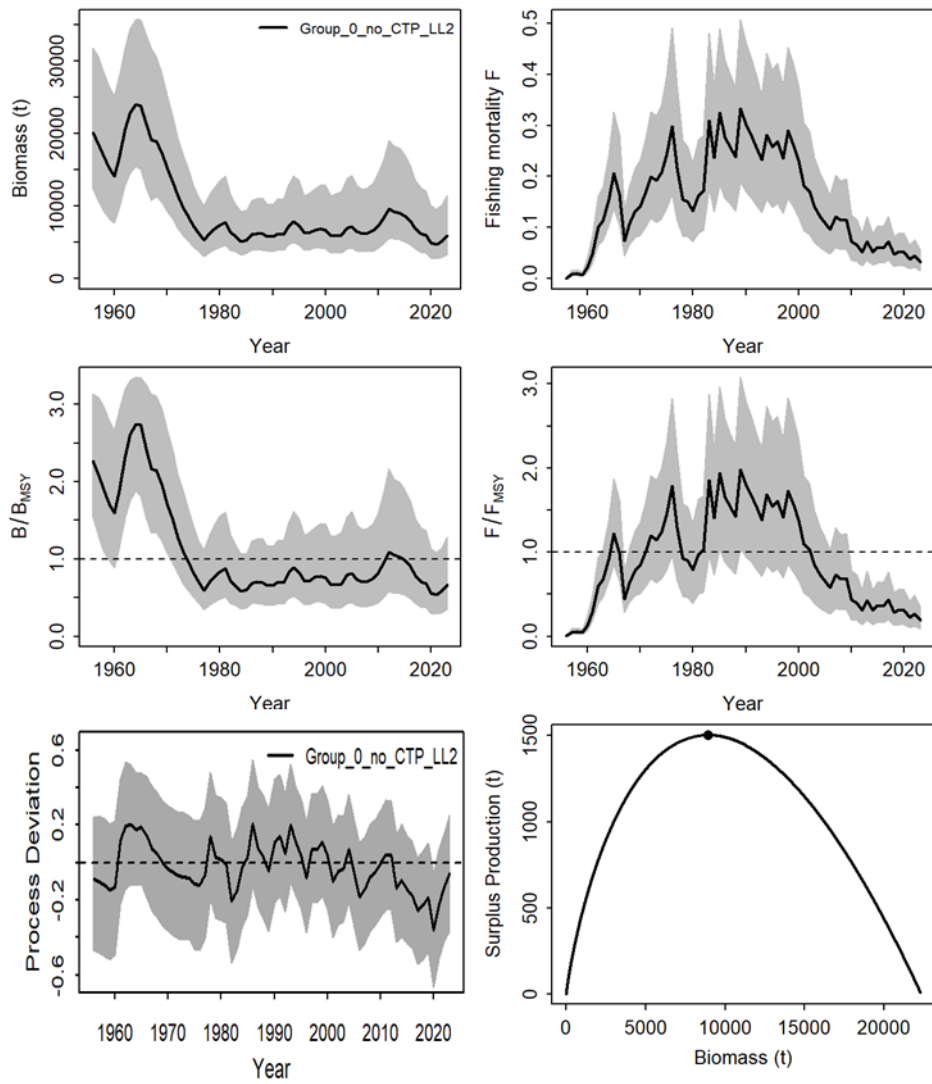 Biomass (t)
0 10000 20000 30000
Group_0_no_CTP_LL2
1960 1980 2000 2020
Year
Fishing mortality F
0.0 0.1 0.2 0.3 0.4 0.5
1960 1980 2000 2020
Year
B / BMSY
0.0 1.0 2.0 3.0
1960 1980 2000 2020
Year
F / FMSY
0.0 1.0 2.0 3.0
1960 1980 2000 2020
Year
Process Deviation
-0.6 -0.2 0.2 0.6
Group_0_no_CTP_LL2
1960 1970 1980 1990 2000 2010 2020
Year
Surplus Production (t)
0 500 1000 1500
0 5000 10000 15000 20000
Biomass (t)